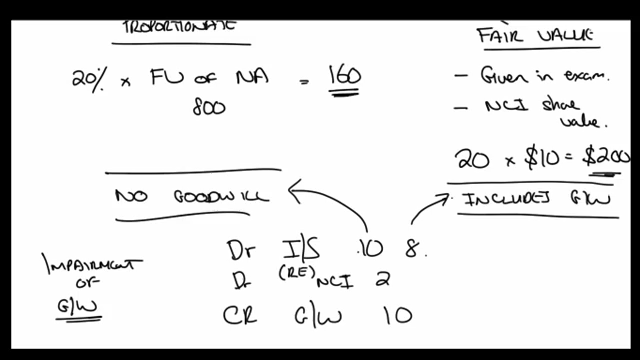 PROPORTIONATE
20% × FV of NA = 160
800
NO GOODWILL
FAIR VALUE
- Given in exam.
- NCI share
value.
20 × $10 = $200
INCLUDES G/W
IMPAIRMENT
OF
G/W
Dr I/S 10 8.
Dr (RE) NCI 2
CR G/W 10